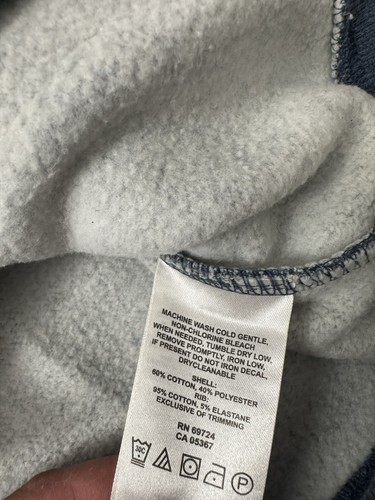 MACHINE WASH COLD GENTLE,
NON-CHLORINE BLEACH
WHEN NEEDED, TUMBLE DRY LOW,
REMOVE PROMPTLY, IRON LOW,
IF PRESENT DO NOT IRON DECAL,
DRYCLEANABLE
SHELL:
60% COTTON, 40% POLYESTER
RIB:
95% COTTON, 5% ELASTANE
EXCLUSIVE OF TRIMMING
RN 69724
CA 05367
30C P